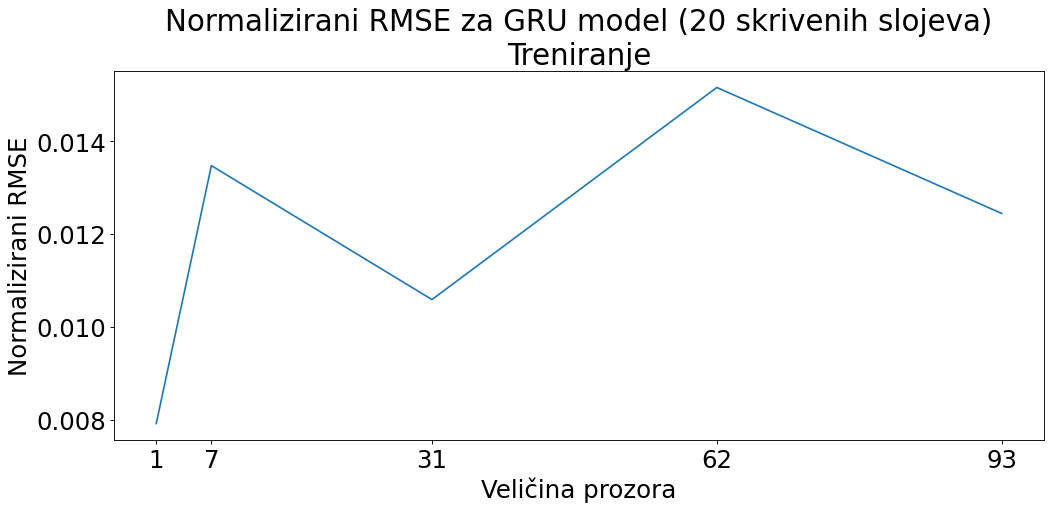 Normalizirani RMSE za GRU model (20 skrivenih slojeva)
Treniranje
Normalizirani RMSE
0.014
0.012
0.010
0.008
1 7 31 62 93
Veličina prozora